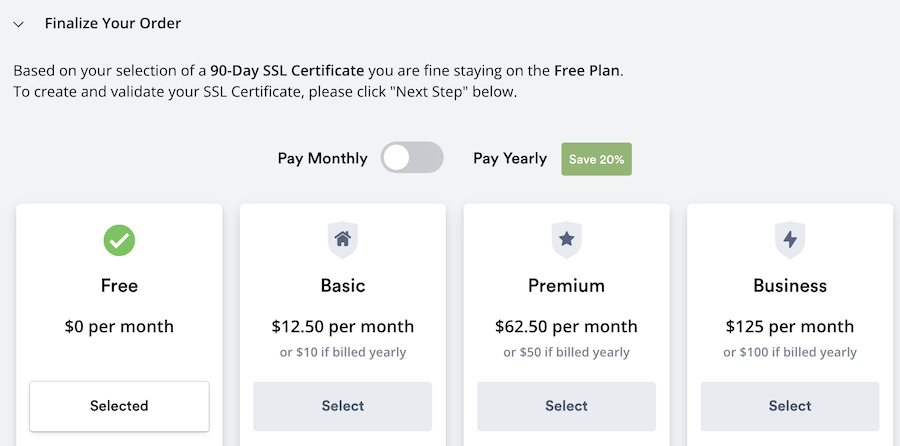 Finalize Your Order
Based on your selection of a 90-Day SSL Certificate you are fine staying on the Free Plan.
To create and validate your SSL Certificate, please click "Next Step" below.
Pay Monthly Pay Yearly Save 20%
Free
$0 per month
Selected
Basic
$12.50 per month
or $10 if billed yearly
Select
Premium
$62.50 per month
or $50 if billed yearly
Select
Business
$125 per month
or $100 if billed yearly
Select